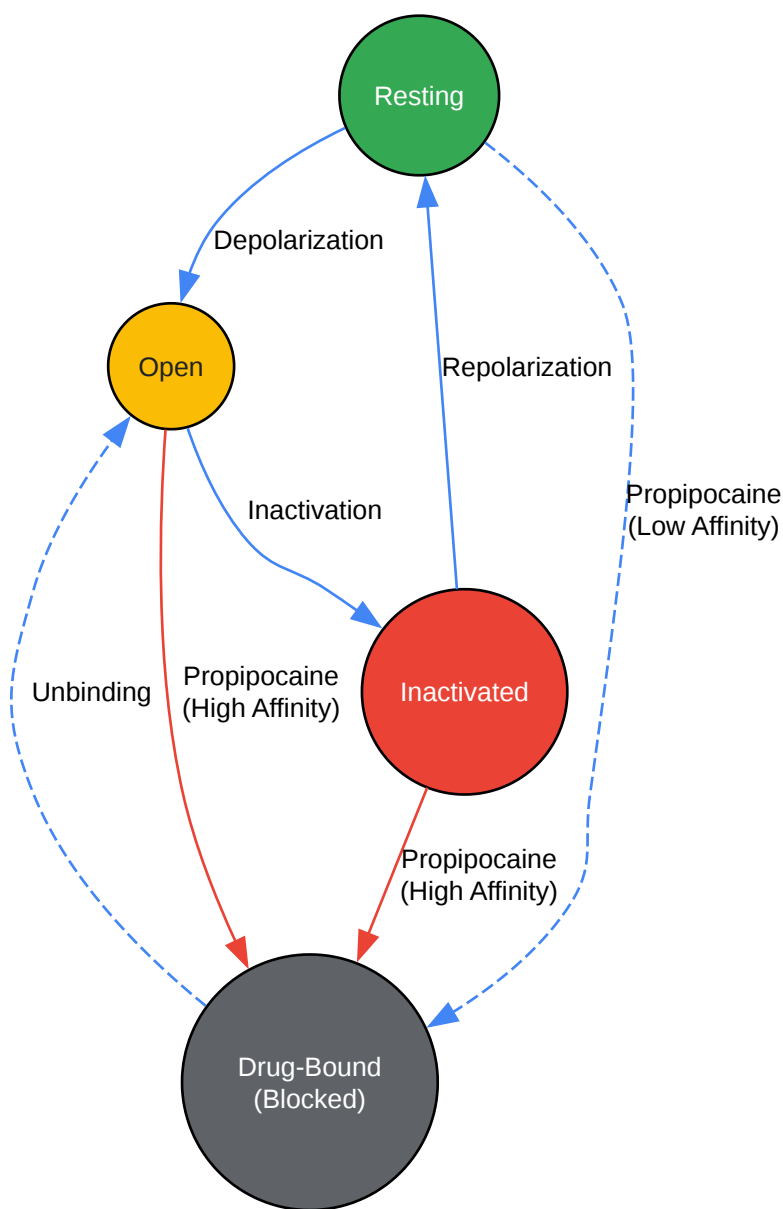 Resting
Depolarization
Open
Repolarization
Propipocaine
(Low Affinity)
Inactivation
Unbinding
Propipocaine
(High Affinity)
Inactivated
Propipocaine
(High Affinity)
Drug-Bound
(Blocked)